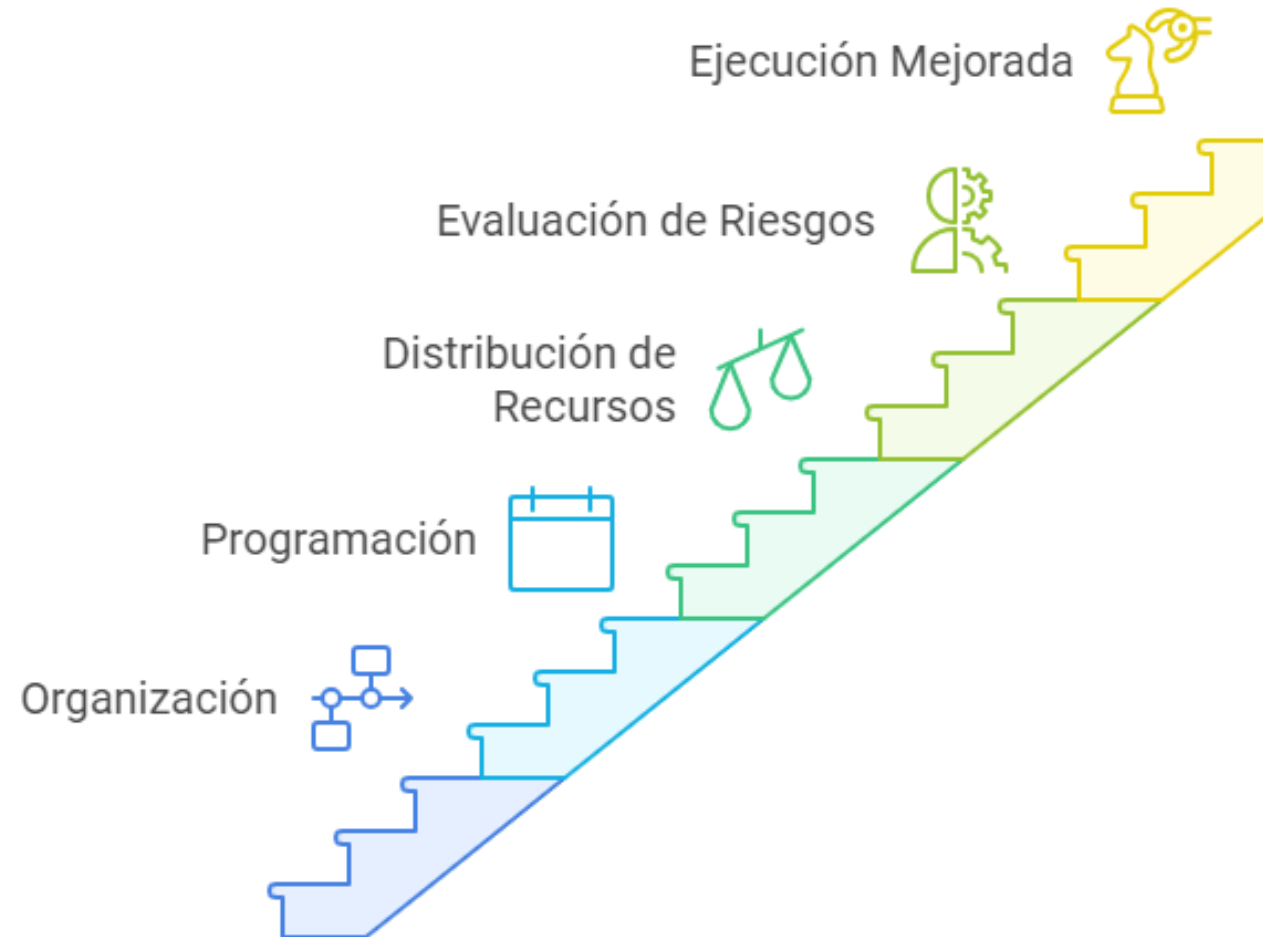 Ejecución Mejorada
Evaluación de Riesgos
Distribución de
Recursos
Programación
Organización